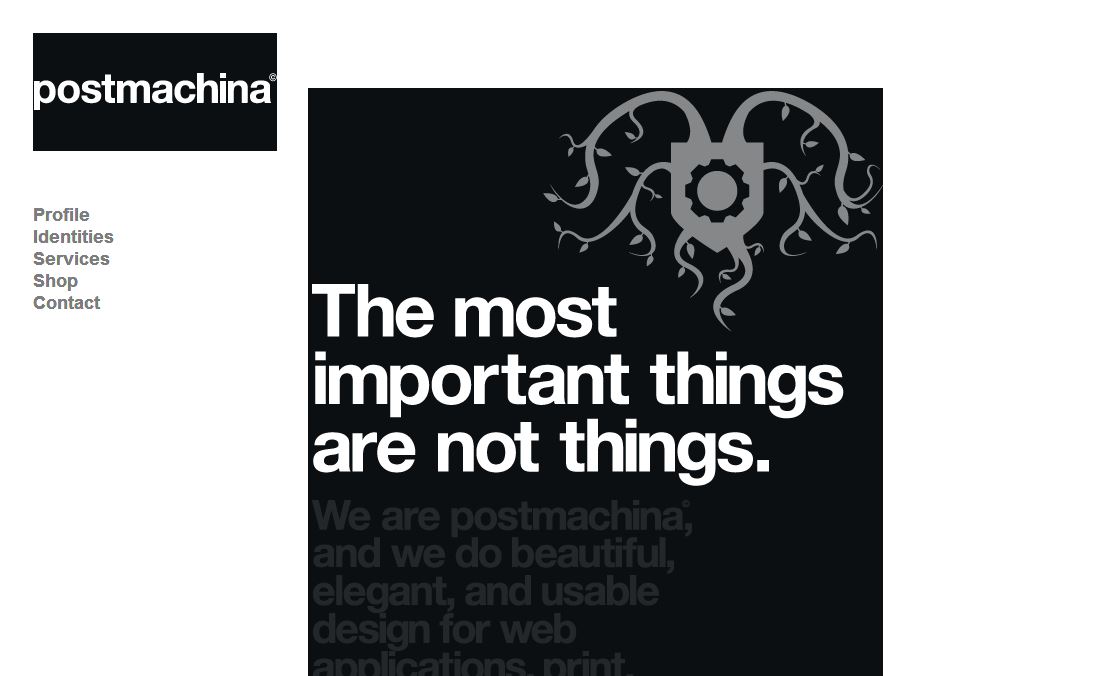 postmachina©
Profile
Identities
Services
Shop
Contact
The most
important things
are not things.
We are postmachina©,
and we do beautiful,
elegant, and usable
design for web
applications, print,